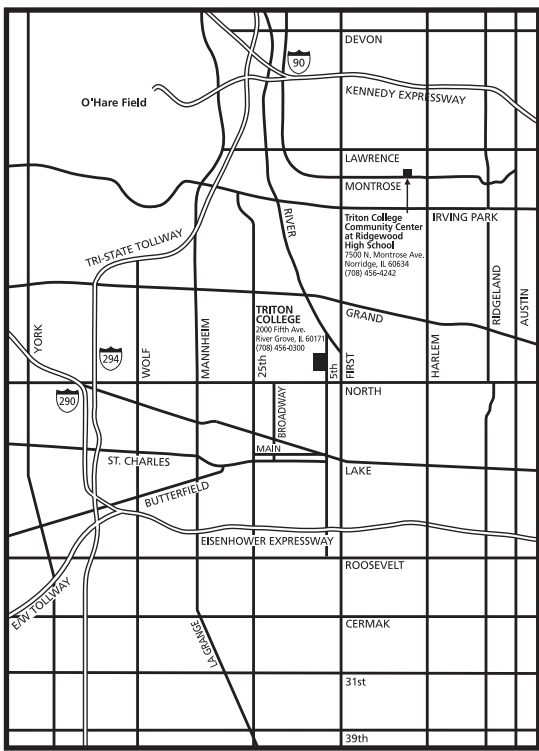 DEVON
90
KENNEDY EXPRESSWAY
O'Hare Field
LAWRENCE
MONTROSE
RIVER
Triton College
Community Center
at Ridgewood
High School
7500 N. Montrose Ave.
Norridge, IL 60634
(708) 456-4242
IRVING PARK
TRI-STATE TOLLWAY
RIDGELAND
AUSTIN
TRITON
COLLEGE
2000 Fifth Ave.
River Grove, IL 60171
(708) 456-0300
GRAND
YORK
294
WOLF
MANNHEIM
25th
5th
FIRST
HARLEM
290
NORTH
BROADWAY
MAIN
ST. CHARLES
LAKE
BUTTERFIELD
EISENHOWER EXPRESSWAY
ROOSEVELT
E/W TOLLWAY
LA GRANGE
CERMAK
31st
39th